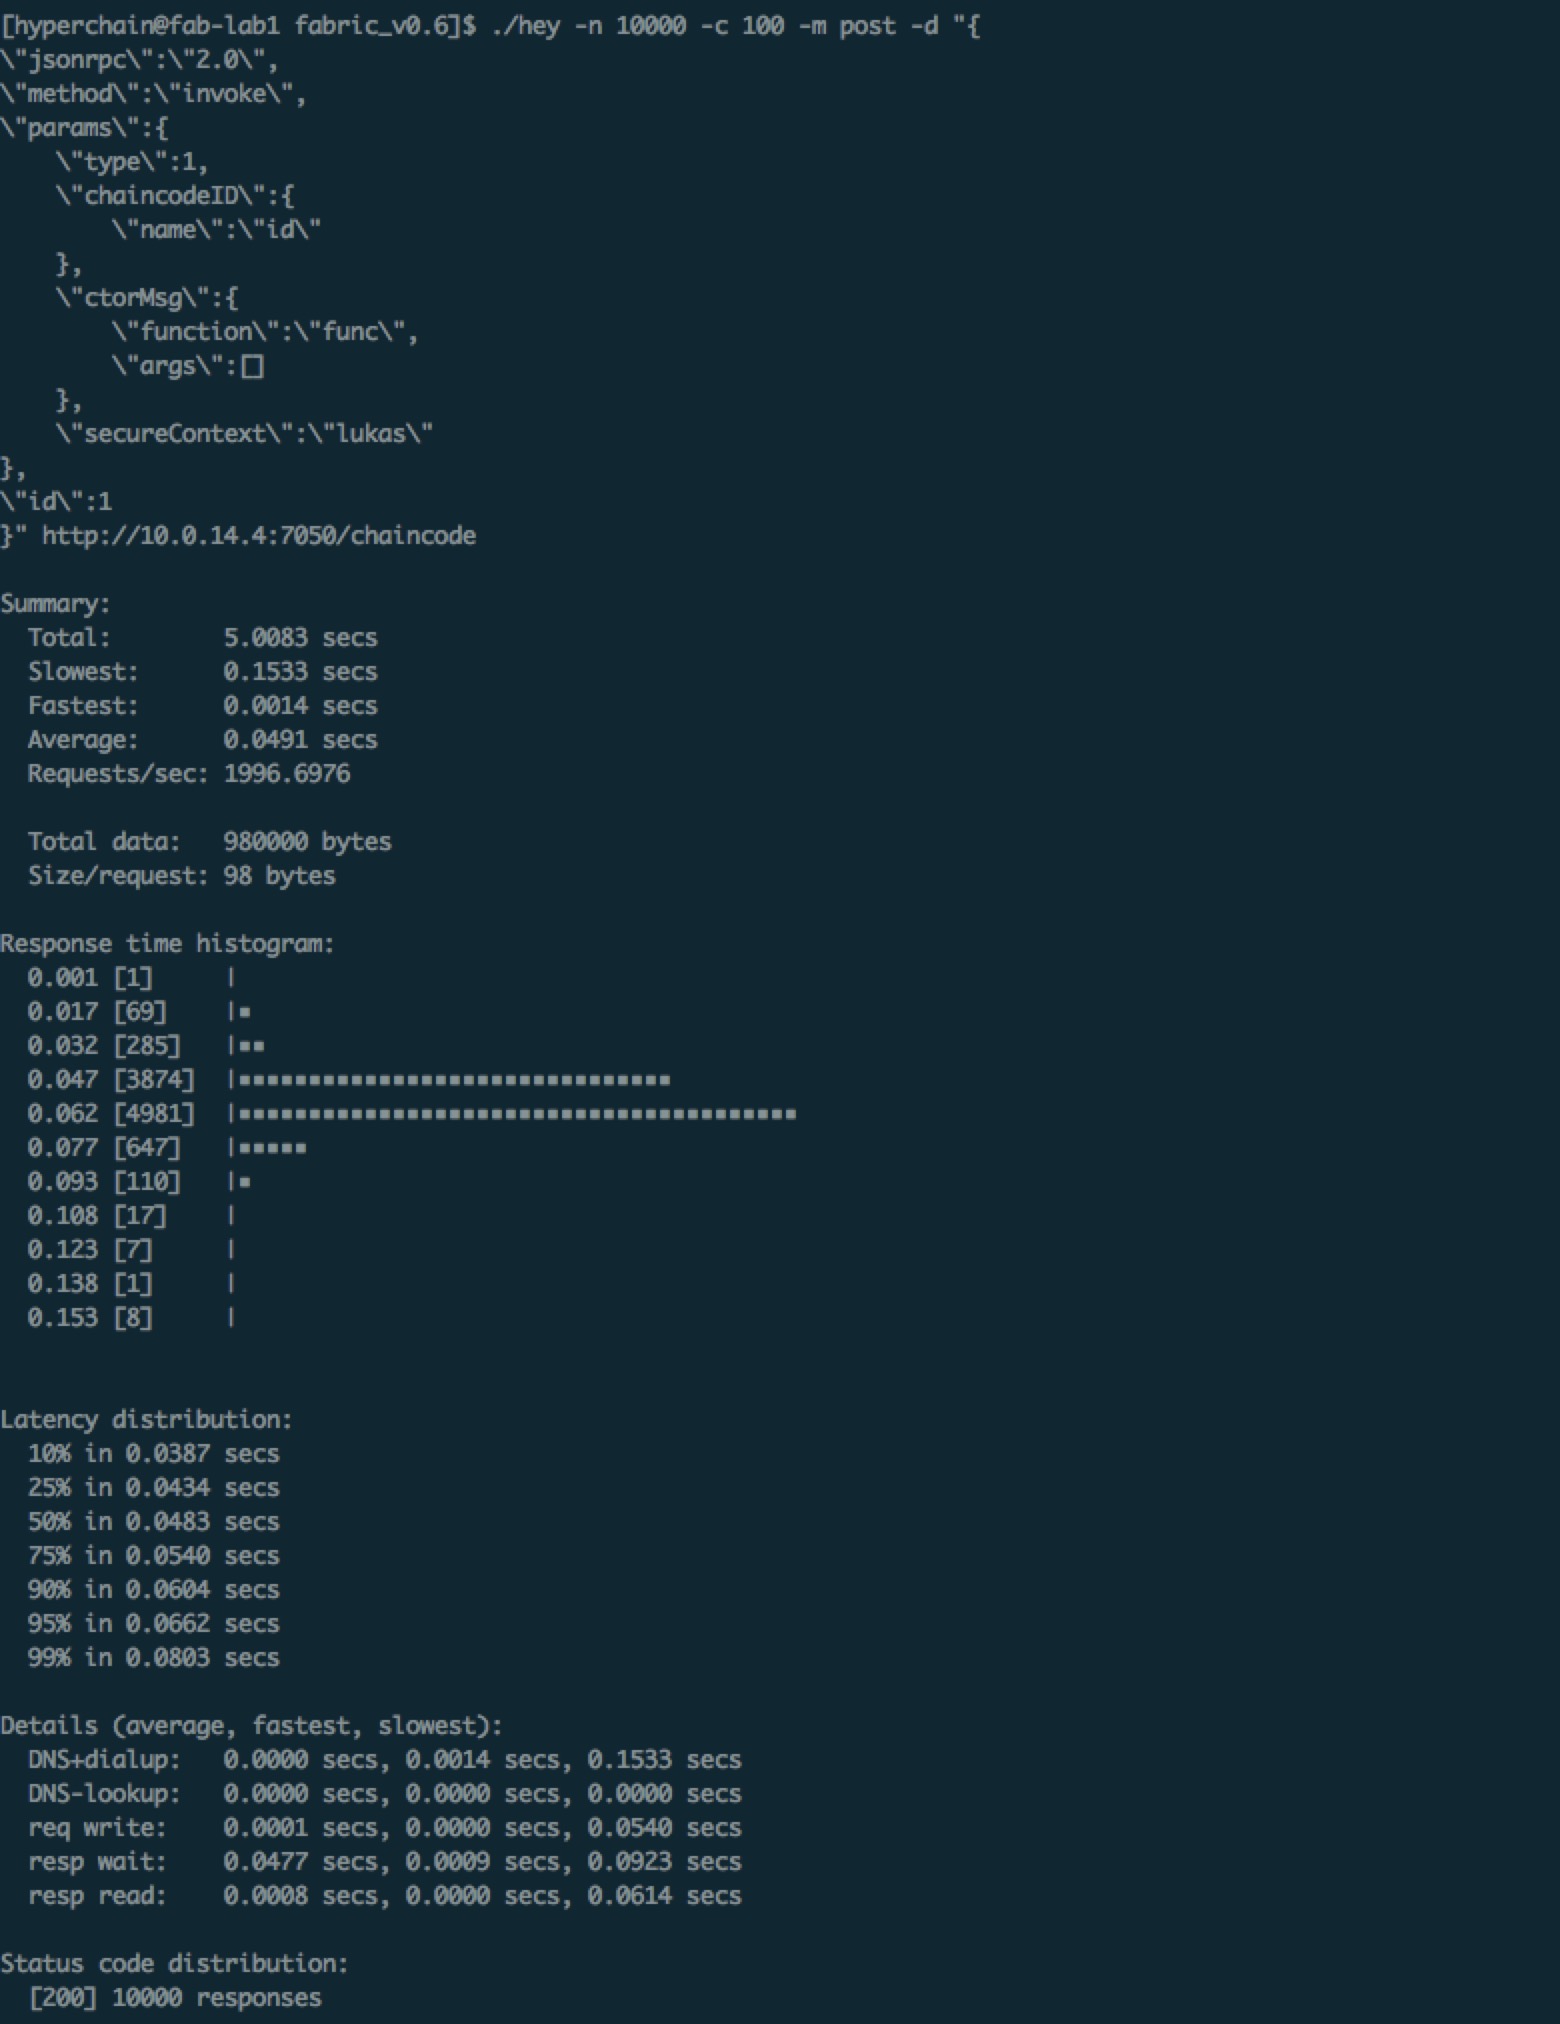 [hyperchain@fab-lab1 fabric_v0.6]$ ./hey -n 10000 -c 100 -m post -d "{
\"jsonrpc\":\"2.0\",
\"method\":\"invoke\",
\"params\":{
    \"type\":1,
    \"chaincodeID\":{
        \"name\":\"id\"
    },
    \"ctorMsg\":{
        \"function\":\"func\",
        \"args\":[]
    },
    \"secureContext\":\"lukas\"
},
\"id\":1
}" http://10.0.14.4:7050/chaincode

Summary:
  Total:        5.0083 secs
  Slowest:      0.1533 secs
  Fastest:      0.0014 secs
  Average:      0.0491 secs
  Requests/sec: 1996.6976

  Total data:   980000 bytes
  Size/request: 98 bytes

Response time histogram:
  0.001 [1]     |
  0.017 [69]    |▪
  0.032 [285]   |▪▪
  0.047 [3874]  |▪▪▪▪▪▪▪▪▪▪▪▪▪▪▪▪▪▪▪▪▪▪▪▪▪▪▪▪▪▪▪
  0.062 [4981]  |▪▪▪▪▪▪▪▪▪▪▪▪▪▪▪▪▪▪▪▪▪▪▪▪▪▪▪▪▪▪▪▪▪▪▪▪▪▪▪▪
  0.077 [647]   |▪▪▪▪▪
  0.093 [110]   |▪
  0.108 [17]    |
  0.123 [7]     |
  0.138 [1]     |
  0.153 [8]     |

Latency distribution:
  10% in 0.0387 secs
  25% in 0.0434 secs
  50% in 0.0483 secs
  75% in 0.0540 secs
  90% in 0.0604 secs
  95% in 0.0662 secs
  99% in 0.0803 secs

Details (average, fastest, slowest):
  DNS+dialup:   0.0000 secs, 0.0014 secs, 0.1533 secs
  DNS-lookup:   0.0000 secs, 0.0000 secs, 0.0000 secs
  req write:    0.0001 secs, 0.0000 secs, 0.0540 secs
  resp wait:    0.0477 secs, 0.0009 secs, 0.0923 secs
  resp read:    0.0008 secs, 0.0000 secs, 0.0614 secs

Status code distribution:
  [200] 10000 responses